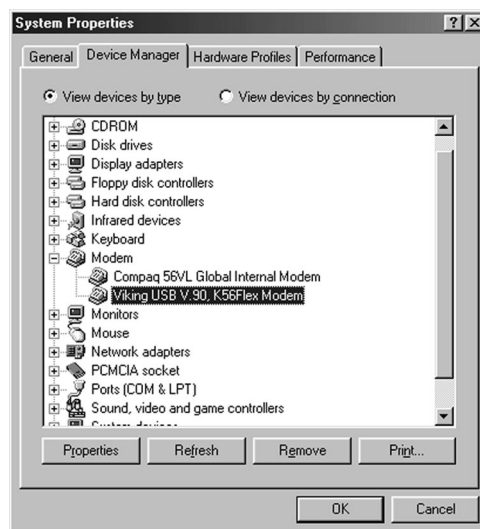 System Properties
General Device Manager Hardware Profiles Performance
View devices by type View devices by connection
CDROM
Disk drives
Display adapters
Floppy disk controllers
Hard disk controllers
Infrared devices
Keyboard
Modem
Compaq 56VL Global Internal Modem
Viking USB V.90, K56Flex Modem
Monitors
Mouse
Network adapters
PCMCIA socket
Ports (COM & LPT)
Sound, video and game controllers
System devices
Properties Refresh Remove Print...
OK Cancel